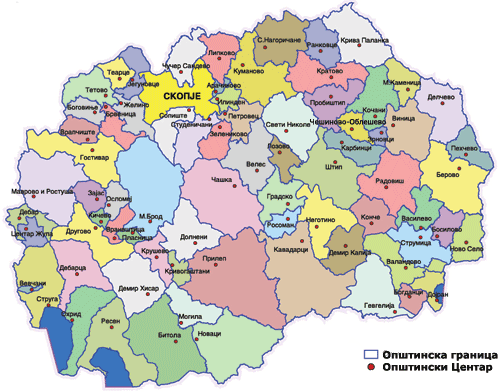 С.Нагоричане
Крива Паланка
Ранковце
Липково
Чучер Сандево
Куманово
Кратово
Теарце
Јегуновце
Арачиново
М.Каменица
Тетово
СКОПЈЕ
Илинден
Пробиштип
Делчево
Боговиње
Желино
Брвеница
Сопиште
Петровец
Кочани
Студеничани
Чешиново-Облешево
Виница
Врапчиште
Зелениково
Свети Николе
Зрновци
Карбинци
Пехчево
Гостивар
Лозово
Велес
Штип
Берово
Чашка
Радовиш
Маврово и Ростуша
Зајас
Осломеј
Градско
Дебар
Кичево
М.Брод
Неготино
Конче
Василево
Центар Жупа
Другово
Вранештица
Пласница
Росоман
Босилово
Долнени
Струмица
Ново Село
Крушево
Прилеп
Кавадарци
Демир Капија
Дебарца
Кривогаштани
Валандово
Вевчани
Демир Хисар
Богданци
Струга
Гевгелија
Дојран
Охрид
Ресен
Могила
Битола
Новаци
Општинска граница
Општински Центар